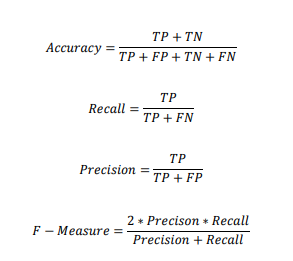 Accuracy = TP + TN / TP + FP + TN + FN
Recall = TP / TP + FN
Precision = TP / TP + FP
F − Measure = 2 * Precison * Recall / Precision + Recall